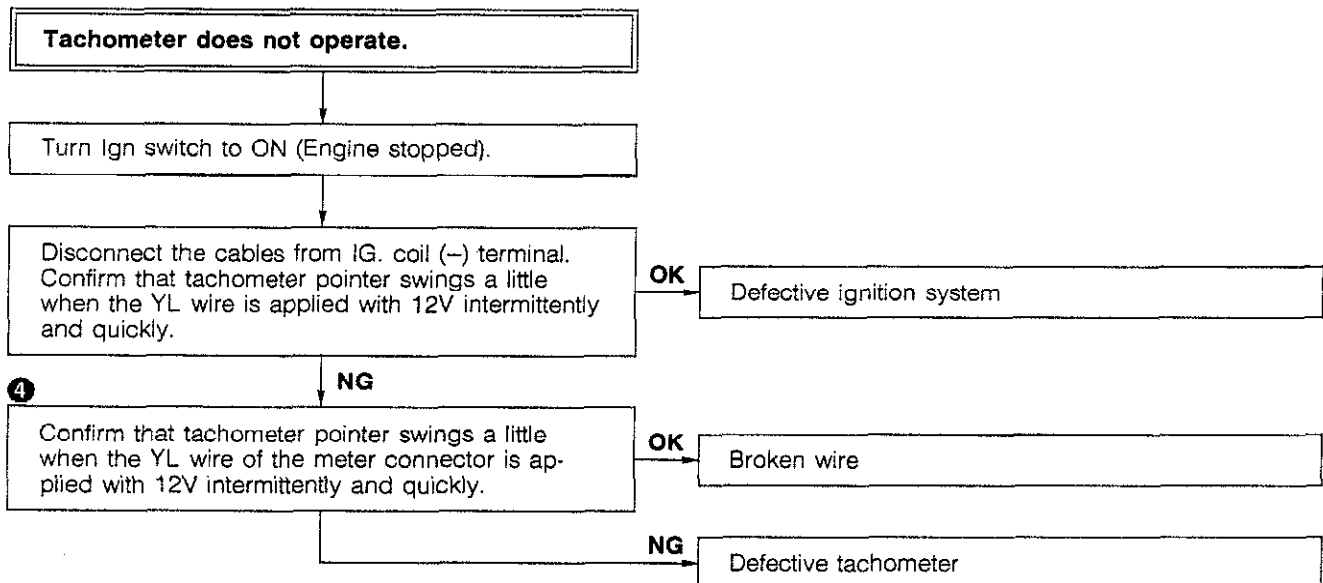 Tachometer does not operate.
Turn Ign switch to ON (Engine stopped).
Disconnect the cables from IG. coil (–) terminal.
Confirm that tachometer pointer swings a little
when the YL wire is applied with 12V intermittently
and quickly.
OK
Defective ignition system
NG
4
Confirm that tachometer pointer swings a little
when the YL wire of the meter connector is ap-
plied with 12V intermittently and quickly.
OK
Broken wire
NG
Defective tachometer